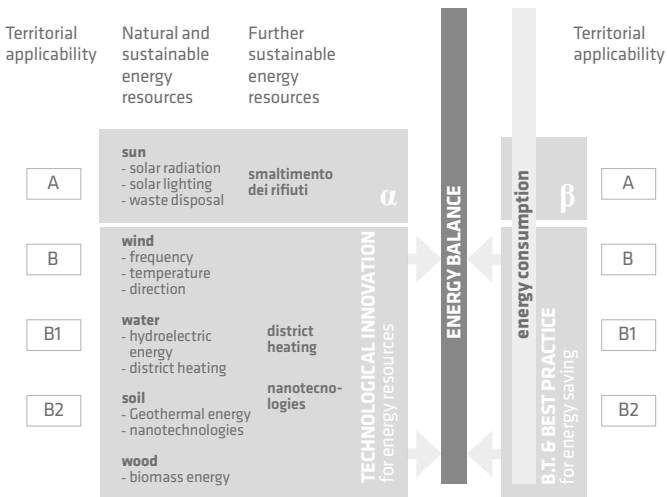 Territorial
applicability
Natural and
sustainable
energy
resources
Further
sustainable
energy
resources
Territorial
applicability
A
B
B1
B2
sun
- solar radiation
- solar lighting
- waste disposal
smaltimento
dei rifiuti
α
wind
- frequency
- temperature
- direction
water
- hydroelectric
energy
- district heating
district
heating
soil
- Geothermal energy
- nanotechnologies
nanotecno-
logies
wood
- biomass energy
TECHNOLOGICAL INNOVATION
for energy resources
ENERGY BALANCE
energy consumption
β
B.T. & BEST PRACTICE
for energy saving
A
B
B1
B2